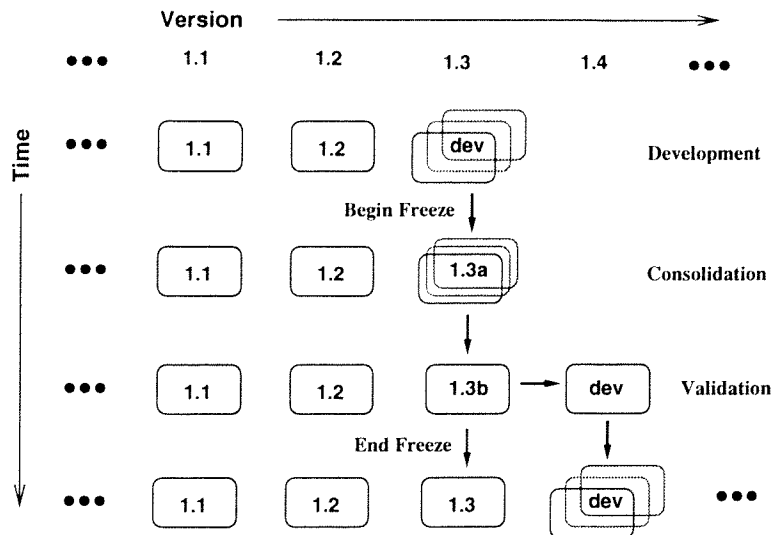 Version
••• 1.1 1.2 1.3 1.4 •••
Time
••• 1.1 1.2 dev Development
Begin Freeze
••• 1.1 1.2 1.3a Consolidation
••• 1.1 1.2 1.3b dev Validation
End Freeze
••• 1.1 1.2 1.3 dev •••